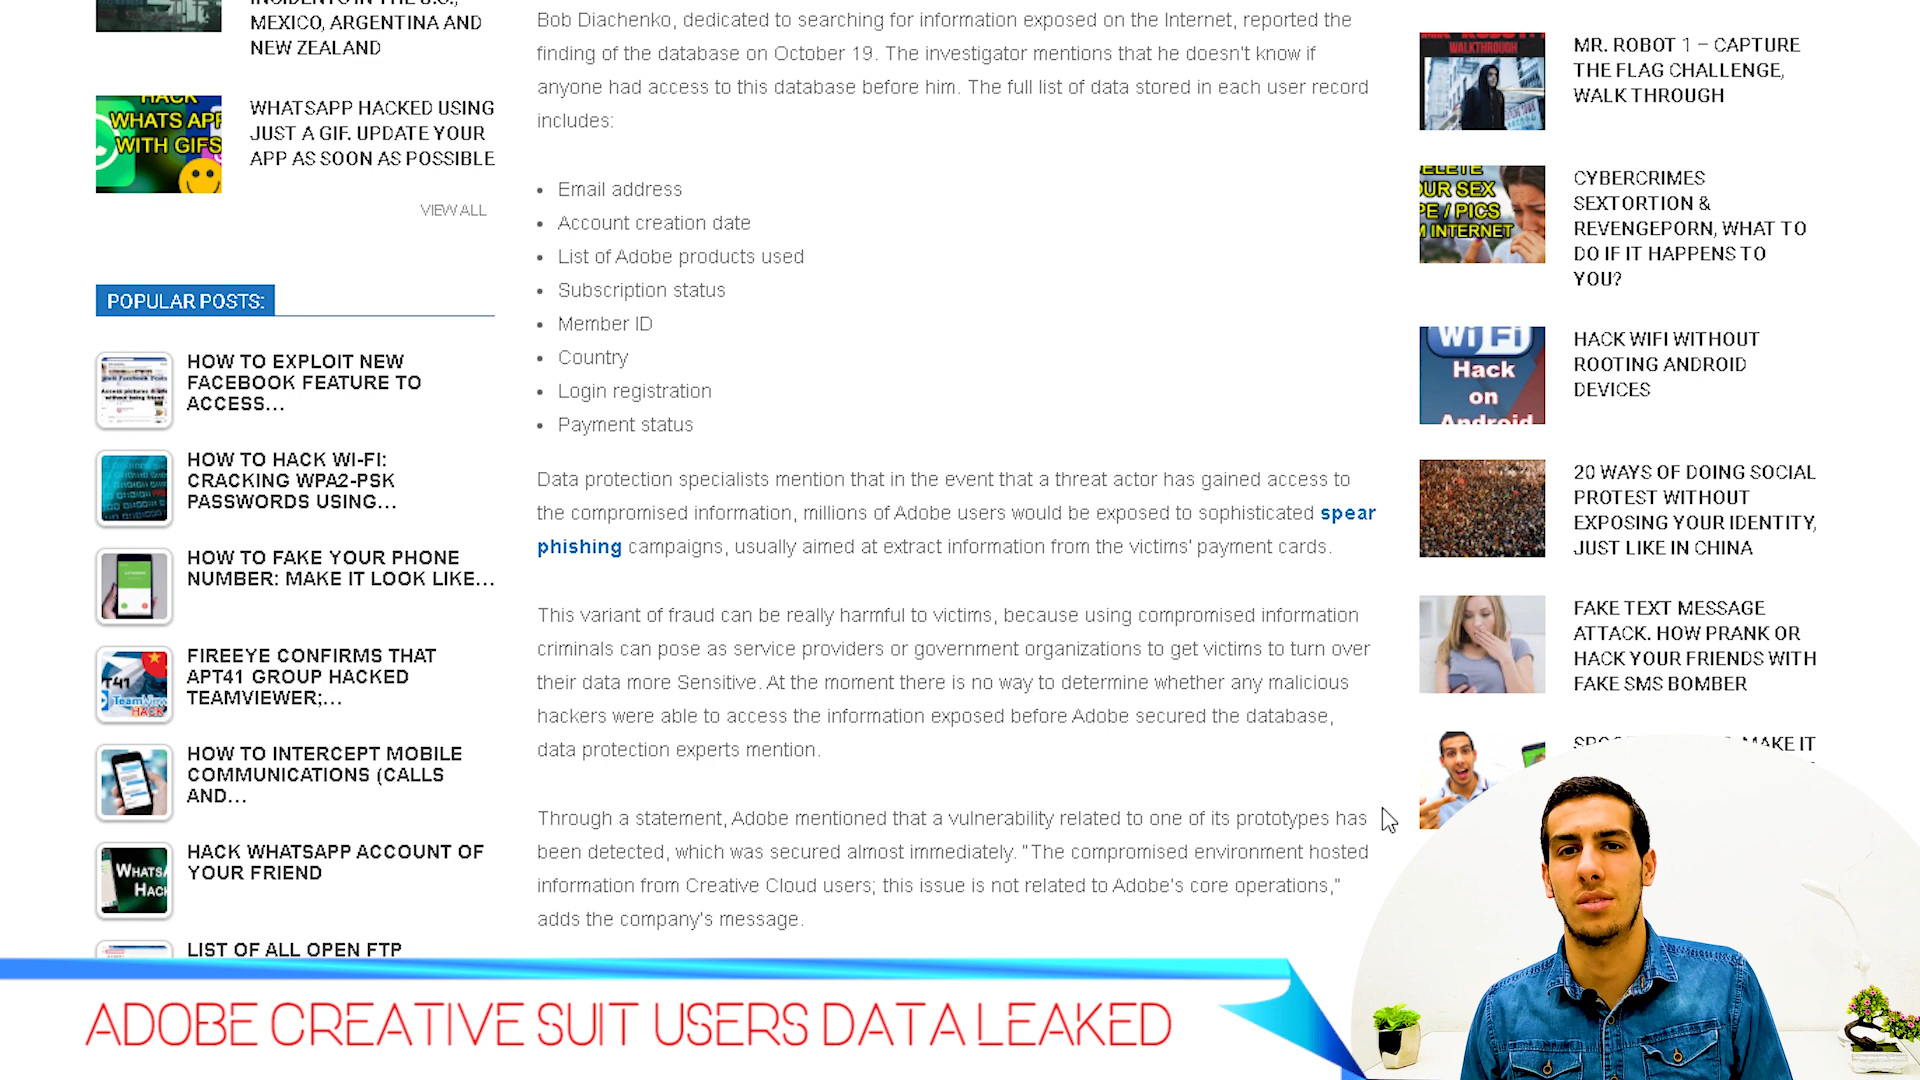 MEXICO, ARGENTINA AND
NEW ZEALAND
HACK
WHATS APP
WITH GIFS
WHATSAPP HACKED USING
JUST A GIF. UPDATE YOUR
APP AS SOON AS POSSIBLE
VIEW ALL
POPULAR POSTS:
HOW TO EXPLOIT NEW
FACEBOOK FEATURE TO
ACCESS...
HOW TO HACK WI-FI:
CRACKING WPA2-PSK
PASSWORDS USING...
HOW TO FAKE YOUR PHONE
NUMBER: MAKE IT LOOK LIKE...
FIREEYE CONFIRMS THAT
APT41 GROUP HACKED
TEAMVIEWER;...
HOW TO INTERCEPT MOBILE
COMMUNICATIONS (CALLS
AND...
HACK WHATSAPP ACCOUNT OF
YOUR FRIEND
LIST OF ALL OPEN FTP
Bob Diachenko, dedicated to searching for information exposed on the Internet, reported the
finding of the database on October 19. The investigator mentions that he doesn't know if
anyone had access to this database before him. The full list of data stored in each user record
includes:
• Email address
• Account creation date
• List of Adobe products used
• Subscription status
• Member ID
• Country
• Login registration
• Payment status
Data protection specialists mention that in the event that a threat actor has gained access to
the compromised information, millions of Adobe users would be exposed to sophisticated spear
phishing campaigns, usually aimed at extract information from the victims' payment cards.
This variant of fraud can be really harmful to victims, because using compromised information
criminals can pose as service providers or government organizations to get victims to turn over
their data more Sensitive. At the moment there is no way to determine whether any malicious
hackers were able to access the information exposed before Adobe secured the database,
data protection experts mention.
Through a statement, Adobe mentioned that a vulnerability related to one of its prototypes has
been detected, which was secured almost immediately. "The compromised environment hosted
information from Creative Cloud users; this issue is not related to Adobe's core operations,"
adds the company's message.
WALKTHROUGH
MR. ROBOT 1 – CAPTURE
THE FLAG CHALLENGE,
WALK THROUGH
CYBERCRIMES
SEXTORTION &
REVENGEPORN, WHAT TO
DO IF IT HAPPENS TO
YOU?
WiFi
Hack
on
Android
HACK WIFI WITHOUT
ROOTING ANDROID
DEVICES
20 WAYS OF DOING SOCIAL
PROTEST WITHOUT
EXPOSING YOUR IDENTITY,
JUST LIKE IN CHINA
FAKE TEXT MESSAGE
ATTACK. HOW PRANK OR
HACK YOUR FRIENDS WITH
FAKE SMS BOMBER
MAKE IT
ADOBE CREATIVE SUIT USERS DATA LEAKED